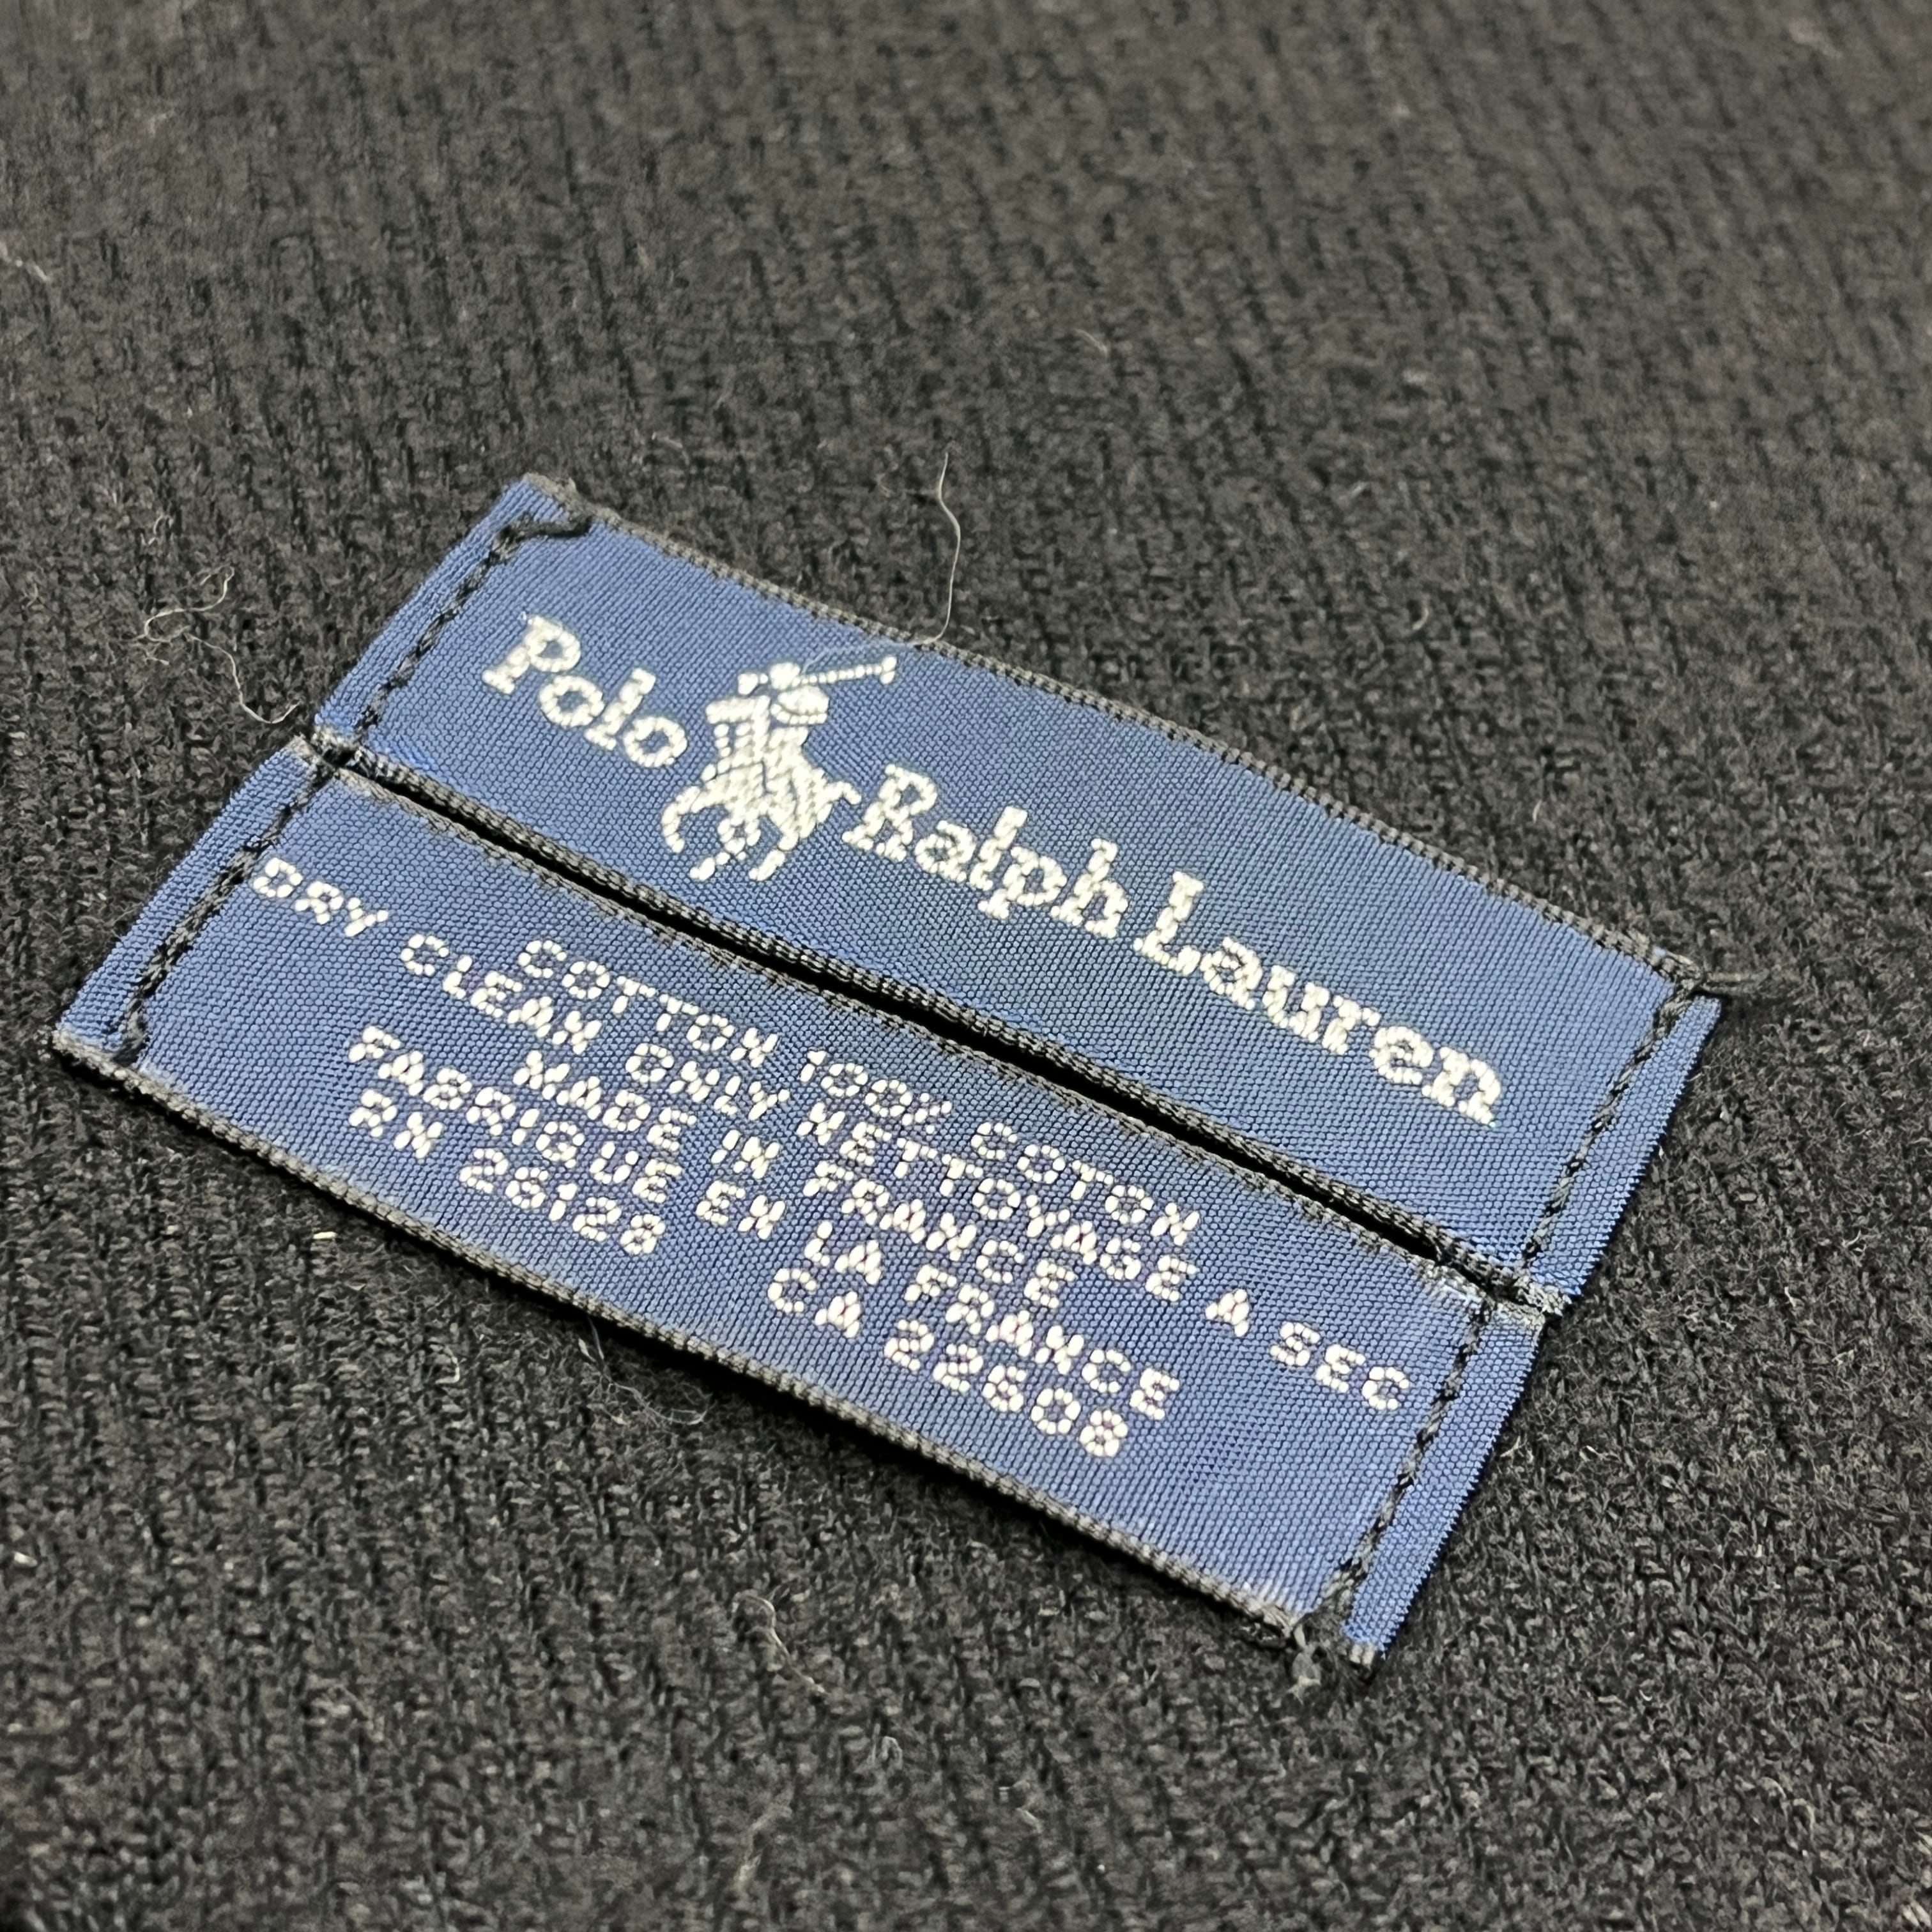 Polo Ralph Lauren
COTTON 100% COTON
DRY CLEAN ONLY NETTOYAGE A SEC
MADE IN FRANCE
FABRIQUE EN LA FRANCE
RN 26128 CA 22608